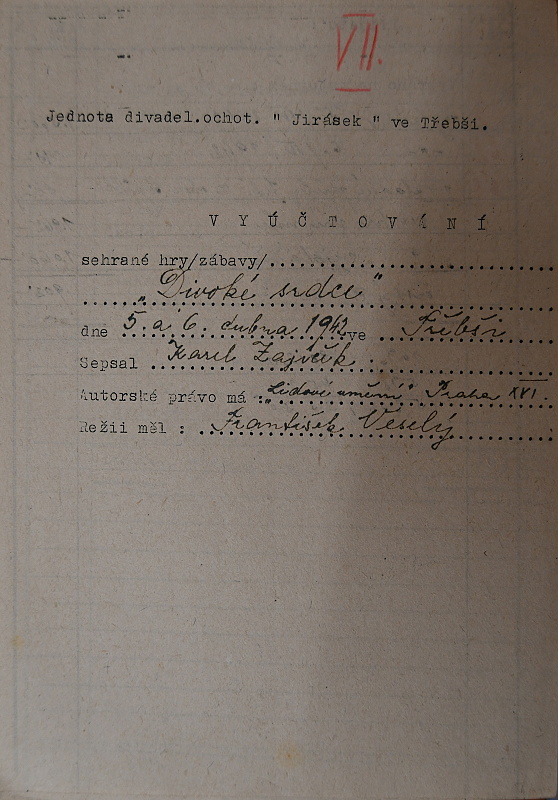 VII.
Jednota divadel.ochot. " Jirásek " ve Třebši.
V Y Ú Č T O V Á N Í
sehrané hry/zábavy/.................................
„Divoké srdce"
dne 5. a 6. dubna 1942 ve Třebši
Sepsal Karel Zajíček.
Autorské právo má : „Lidové umění" Praha XVI.
Režii měl : František Veselý